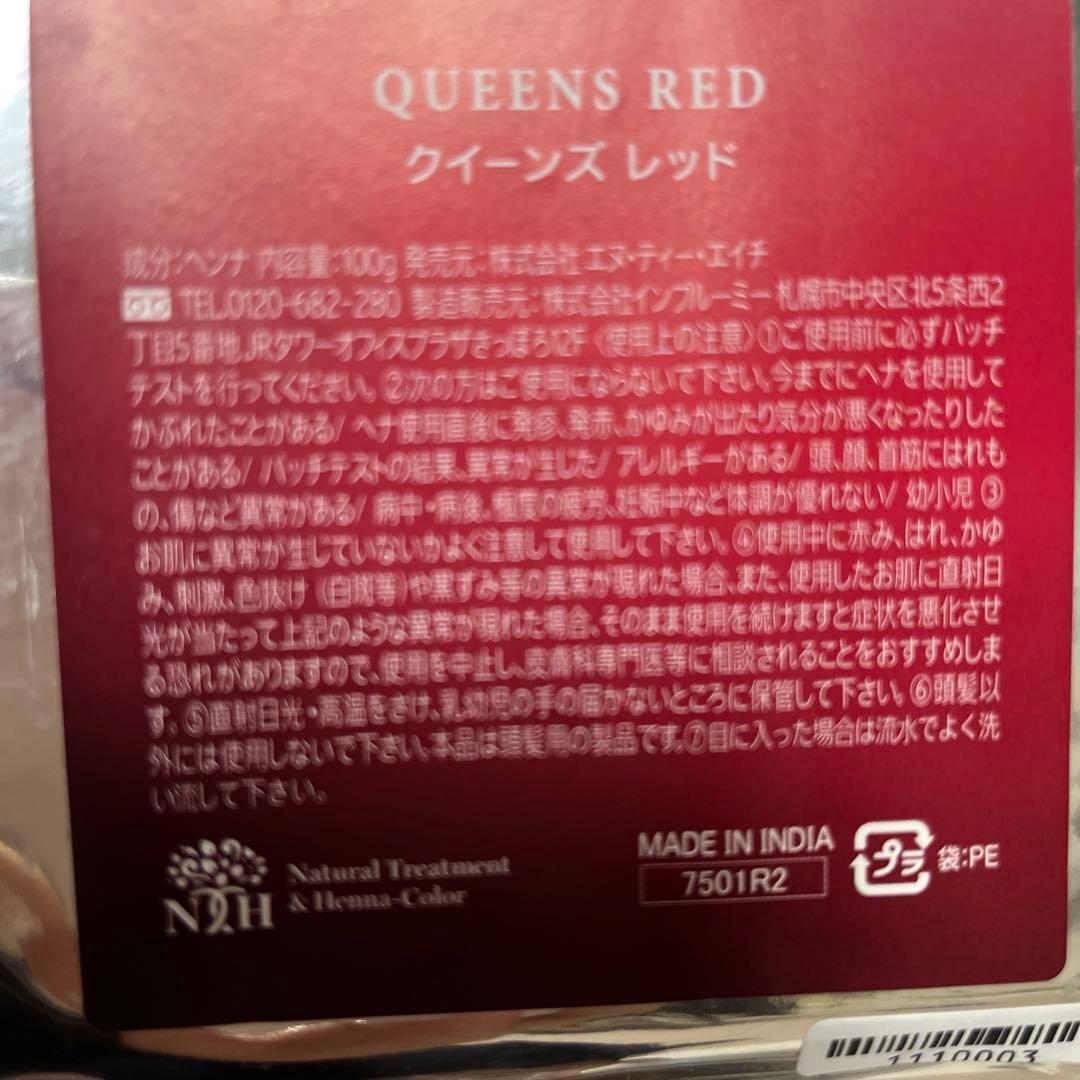 QUEENS RED
クイーンズ レッド
成分:ヘンナ 内容量:100g 発売元:株式会社 エヌ・ティー・エイチ
TEL.0120-682-280 製造販売元:株式会社インブルーミー 札幌市中央区北5条西2
丁目5番地JRタワーオフィスプラザさっぽろ12F 〈使用上の注意〉①ご使用前に必ずパッチ
テストを行ってください。②次の方はご使用にならないで下さい。今までにヘナを使用して
かぶれたことがある/ ヘナ使用直後に発疹、発赤、かゆみが出たり気分が悪くなったりした
ことがある/ パッチテストの結果、異常が生じた/ アレルギーがある/ 頭、顔、首筋にはれも
の、傷など異常がある/ 病中・病後、極度の疲労、妊娠中など体調が優れない/ 幼小児 ③
お肌に異常が生じていないかよく注意して使用して下さい。④使用中に赤み、はれ、かゆ
み、刺激、色抜け (白斑等)や黒ずみ等の異常が現れた場合、また、使用したお肌に直射日
光が当たって上記のような異常が現れた場合、そのまま使用を続けますと症状を悪化させ
る恐れがありますので、使用を中止し、皮膚科専門医等に相談されることをおすすめしま
す。⑤直射日光・高温をさけ、乳幼児の手の届かないところに保管して下さい。⑥頭髪以
外には使用しないで下さい。本品は頭髪用の製品です。⑦目に入った場合は流水でよく洗
い流して下さい。
NTH
Natural Treatment
& Henna-Color
MADE IN INDIA
7501R2
プラ
袋:PE
1110003